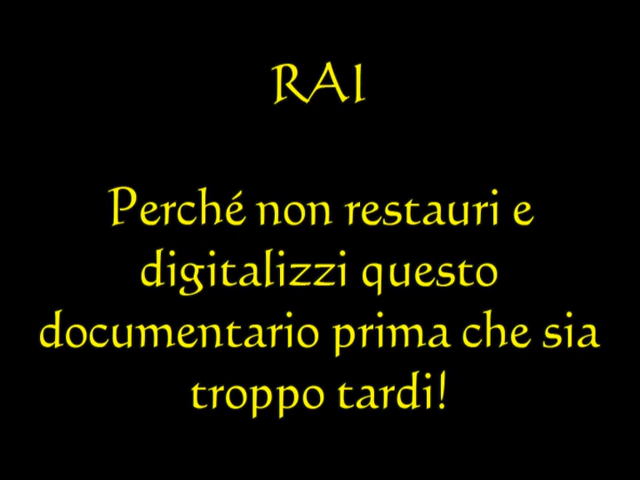 RAI
Perché non restauri e
digitalizzi questo
documentario prima che sia
troppo tardi!